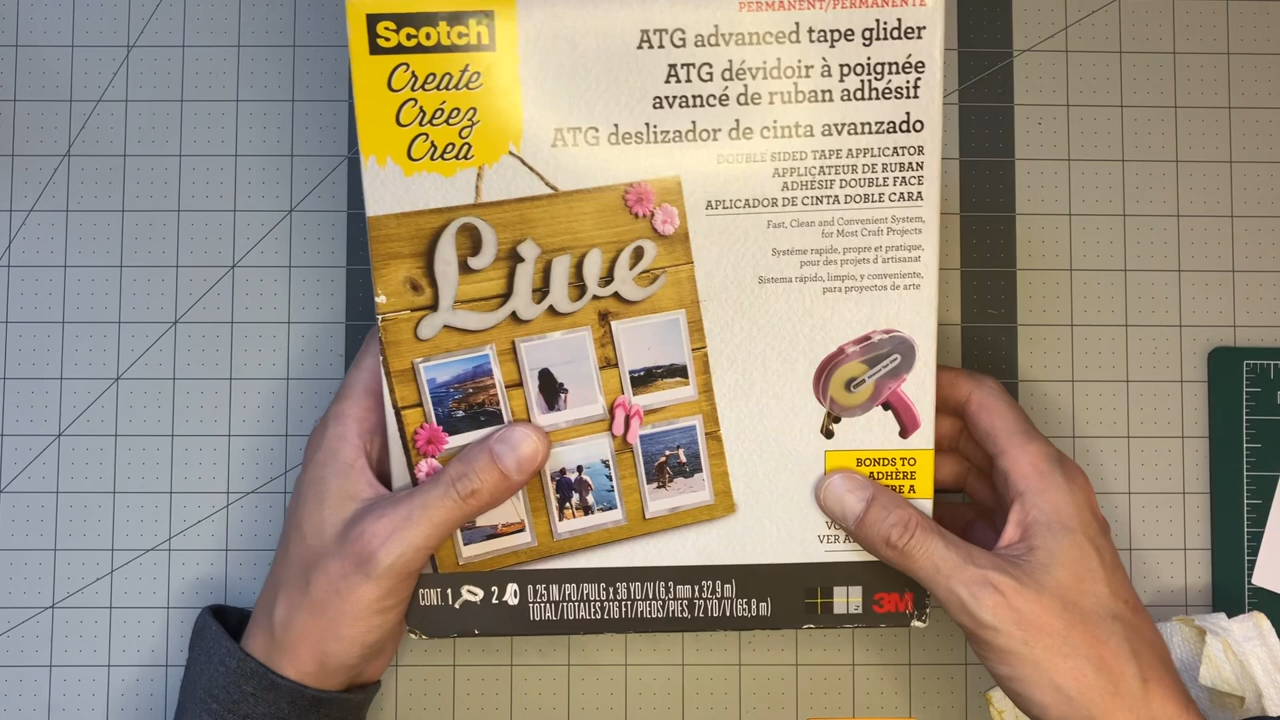 PERMANENT/PERMANENTE
Scotch
Create
Créez
Crea
ATG advanced tape glider
ATG dévidoir à poignée
avancé de ruban adhésif
ATG deslizador de cinta avanzado
DOUBLE SIDED TAPE APPLICATOR
APPLICATEUR DE RUBAN
ADHÉSIF DOUBLE FACE
APLICADOR DE CINTA DOBLE CARA
Fast, Clean and Convenient System,
for Most Craft Projects
Système rapide, propre et pratique,
pour des projets d'artisanat
Sistema rápido, limpio, y conveniente,
para proyectos de arte
Live
BONDS TO
ADHÈRE
A
VER
CONT. 1 2 0.25 IN/PO/PULG x 36 YD/V (6,3 mm x 32,9 m)
TOTAL/TOTALES 216 FT/PIEDS/PIES, 72 YD/V (65,8 m)
3M